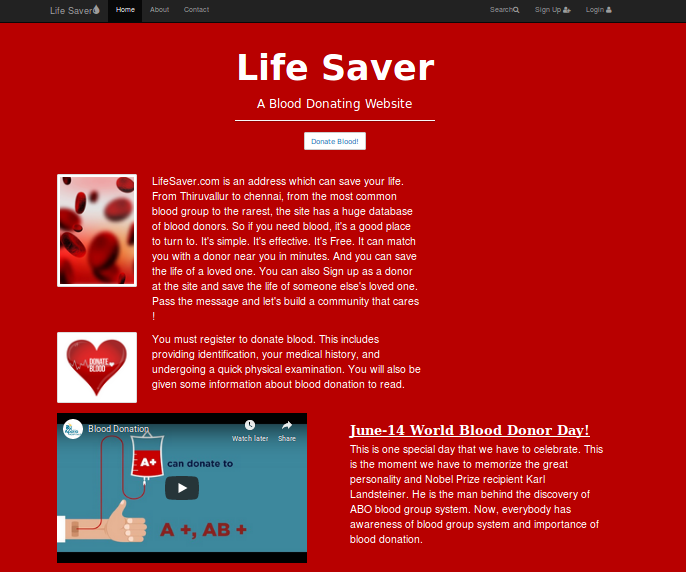 Life Saver
Home
About
Contact
Search
Sign Up
Login
Life Saver
A Blood Donating Website
Donate Blood!
LifeSaver.com is an address which can save your life.
From Thiruvallur to chennai, from the most common
blood group to the rarest, the site has a huge database
of blood donors. So if you need blood, it's a good place
to turn to. It's simple. It's effective. It's Free. It can match
you with a donor near you in minutes. And you can save
the life of a loved one. You can also Sign up as a donor
at the site and save the life of someone else's loved one.
Pass the message and let's build a community that cares
!
DONATE
BLOOD
You must register to donate blood. This includes
providing identification, your medical history, and
undergoing a quick physical examination. You will also be
given some information about blood donation to read.
Blood Donation
Watch later
Share
A+
can donate to
A +, AB +
June-14 World Blood Donor Day!
This is one special day that we have to celebrate. This
is the moment we have to memorize the great
personality and Nobel Prize recipient Karl
Landsteiner. He is the man behind the discovery of
ABO blood group system. Now, everybody has
awareness of blood group system and importance of
blood donation.